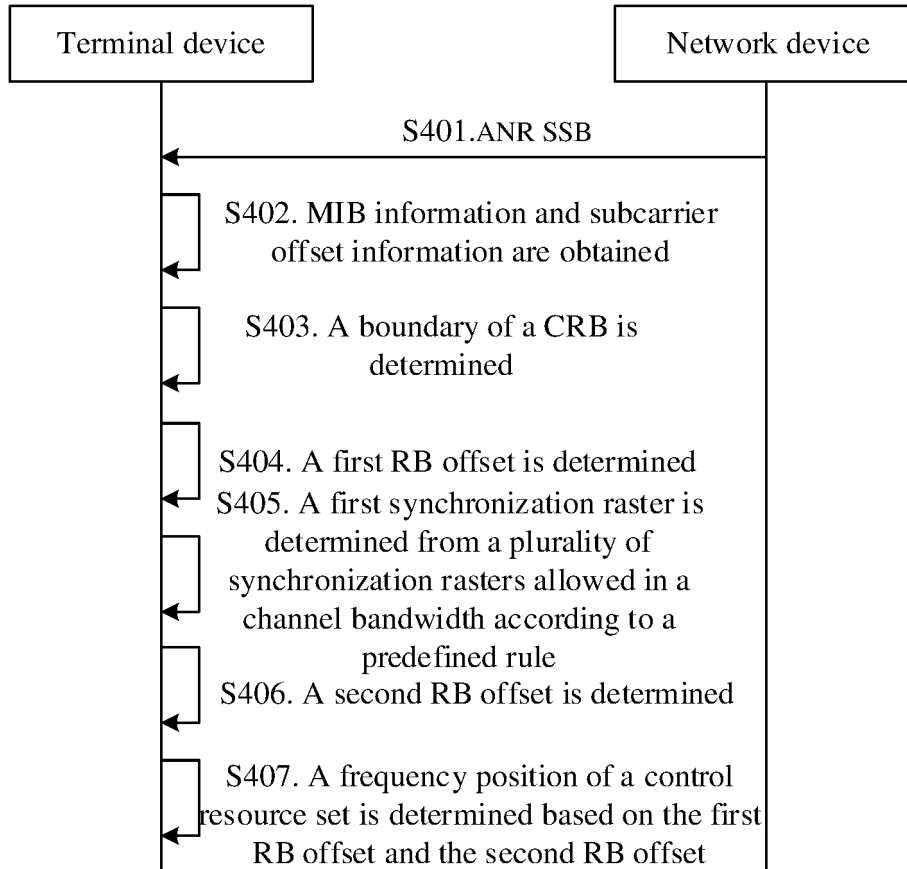 Terminal device
Network device
S401.ANR SSB
S402. MIB information and subcarrier
offset information are obtained
S403. A boundary of a CRB is
determined
S404. A first RB offset is determined
S405. A first synchronization raster is
determined from a plurality of
synchronization rasters allowed in a
channel bandwidth according to a
predefined rule
S406. A second RB offset is determined
S407. A frequency position of a control
resource set is determined based on the first
RB offset and the second RB offset